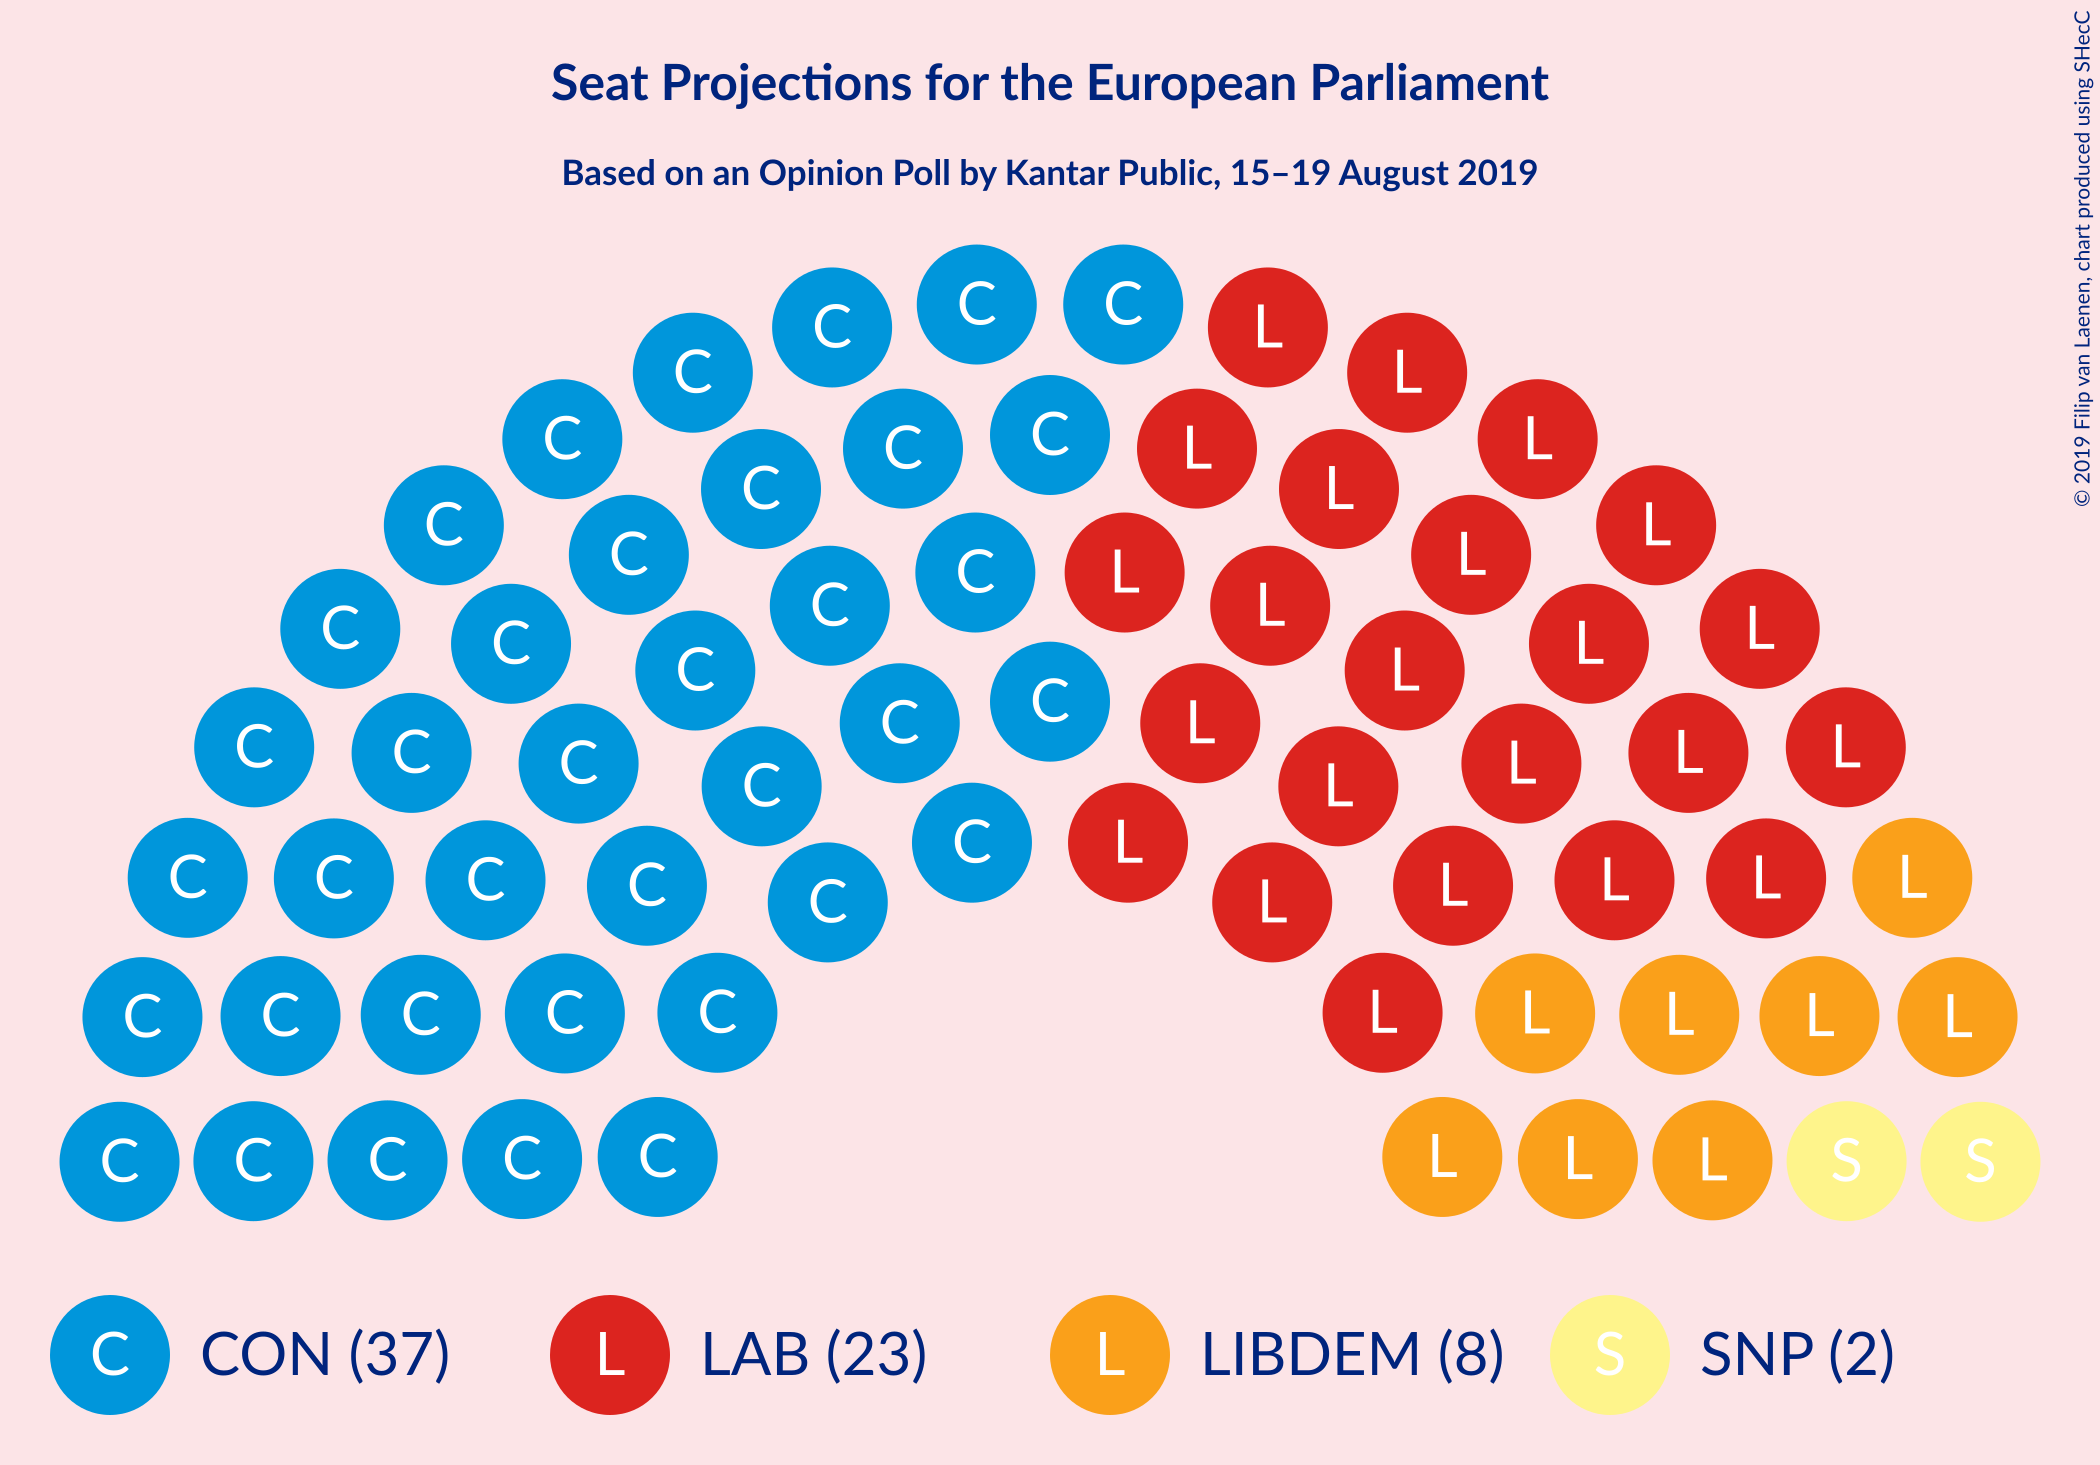 Seat Projections for the European Parliament
Based on an Opinion Poll by Kantar Public, 15–19 August 2019
© 2019 Filip van Laenen, chart produced using SHecC
C C L
C L
C L
C C L
C L
C L
C C L
C L
C C L
C L
C L
C L
C L
C C L
C L
C L
C C L
C C L
C L
C L
C L
C C C C C L L L L L
C C C C C L L L L L
C C C C C L L L S S
C CON (37) L LAB (23) L LIBDEM (8) S SNP (2)